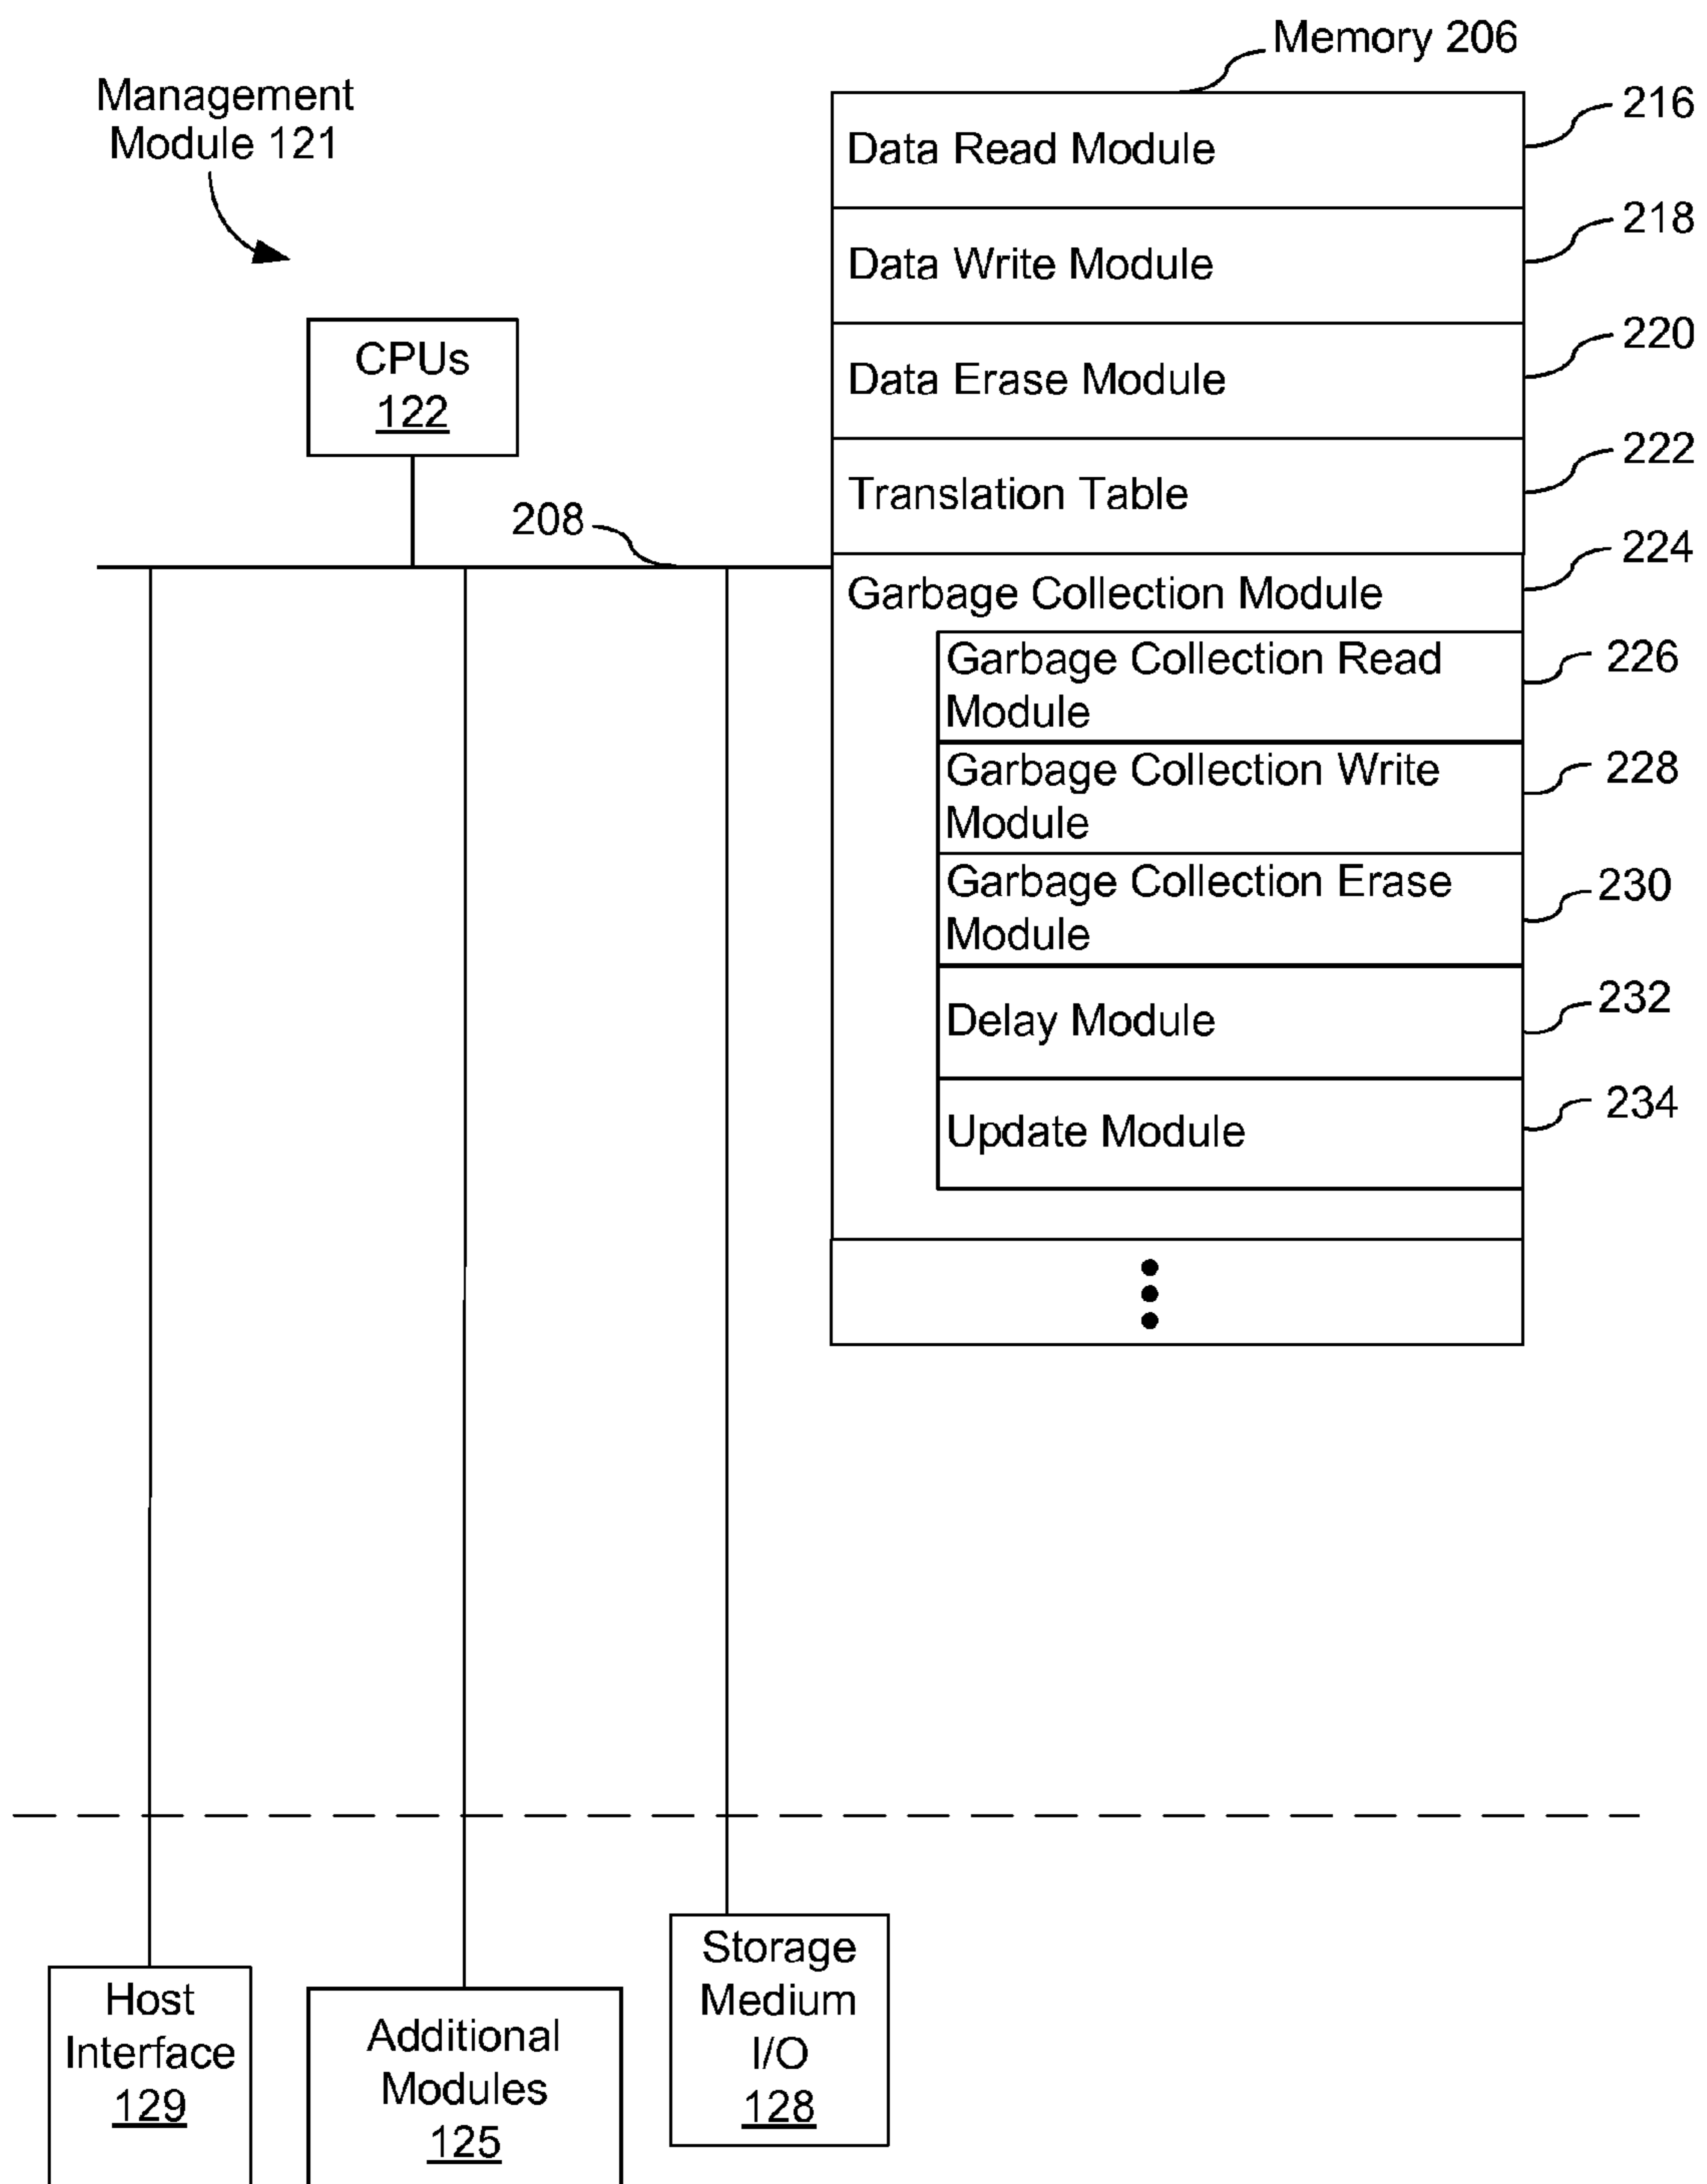 Memory 206
Management
Module 121
Data Read Module
216
Data Write Module
218
CPUs
122
Data Erase Module
220
Translation Table
222
208
Garbage Collection Module
224
Garbage Collection Read
Module
226
Garbage Collection Write
Module
228
Garbage Collection Erase
Module
230
Delay Module
232
Update Module
234
Host
Interface
129
Additional
Modules
125
Storage
Medium
I/O
128